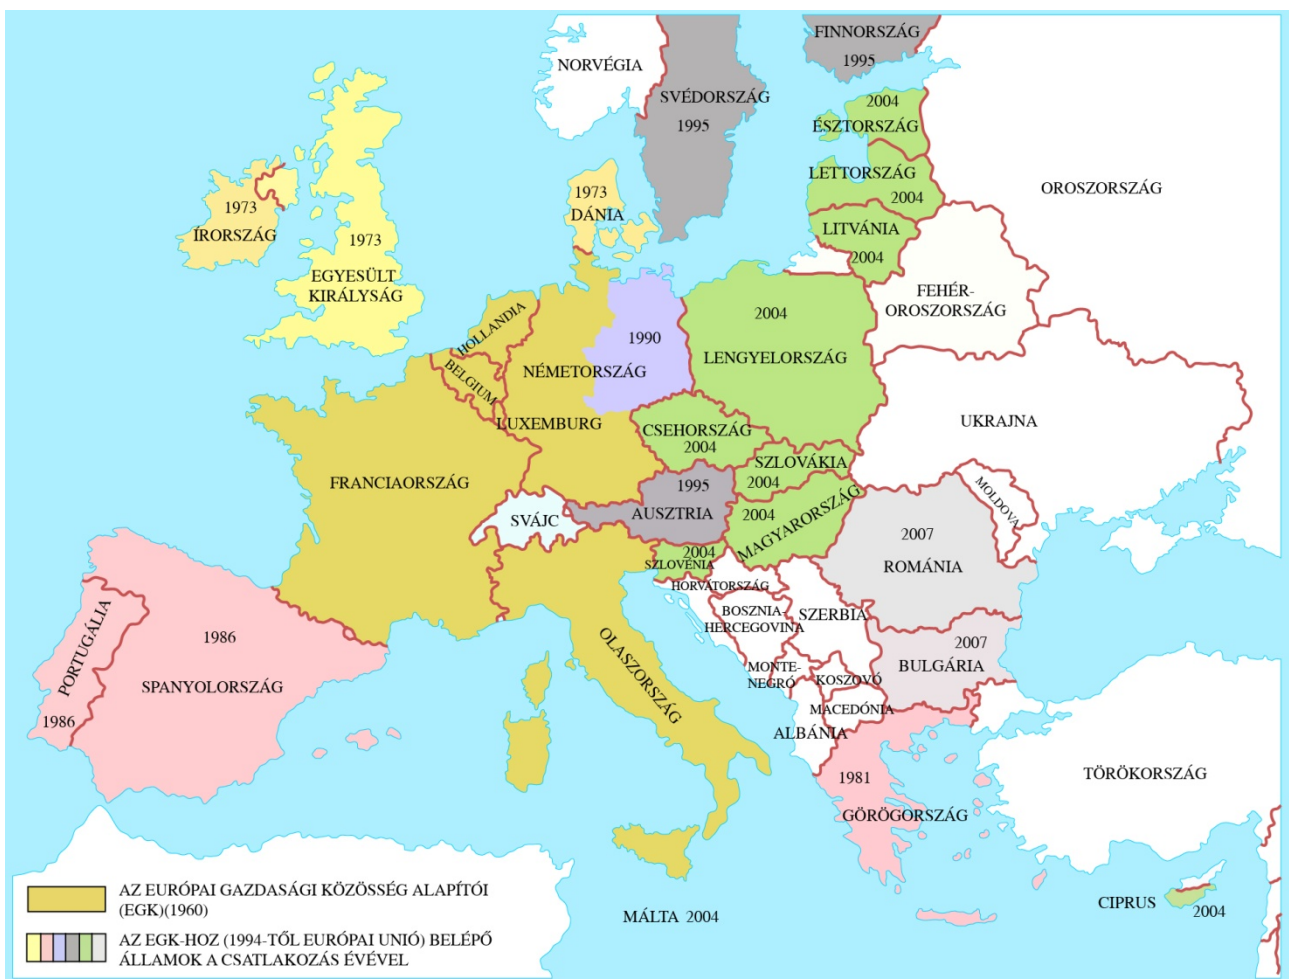 FINNORSZÁG
1995
NORVÉGIA
SVÉDORSZÁG
1995
2004
ÉSZTORSZÁG
LETTORSZÁG
2004
OROSZORSZÁG
1973
ÍRORSZÁG
1973
DÁNIA
LITVÁNIA
2004
1973
EGYESÜLT
KIRÁLYSÁG
FEHÉR-
OROSZORSZÁG
HOLLANDIA
BELGIUM
NÉMETORSZÁG
1990
2004
LENGYELORSZÁG
LUXEMBURG
CSEHORSZÁG
2004
UKRAJNA
SZLOVÁKIA
2004
FRANCIAORSZÁG
1995
AUSZTRIA
SVÁJC
2004
MAGYARORSZÁG
MOLDOVA
2007
ROMÁNIA
2004
SZLOVÉNIA
HORVÁTORSZÁG
BOSZNIA-
HERCEGOVINA
SZERBIA
PORTUGÁLIA
1986
1986
SPANYOLORSZÁG
OLASZORSZÁG
MONTE-
NEGRÓ
KOSZOVÓ
2007
BULGÁRIA
MACEDÓNIA
ALBÁNIA
1981
GÖRÖGORSZÁG
TÖRÖKORSZÁG
MÁLTA 2004
CIPRUS
2004
AZ EURÓPAI GAZDASÁGI KÖZÖSSÉG ALAPÍTÓI
(EGK)(1960)
AZ EGK-HOZ (1994-TŐL EURÓPAI UNIÓ) BELÉPŐ
ÁLLAMOK A CSATLAKOZÁS ÉVÉVEL